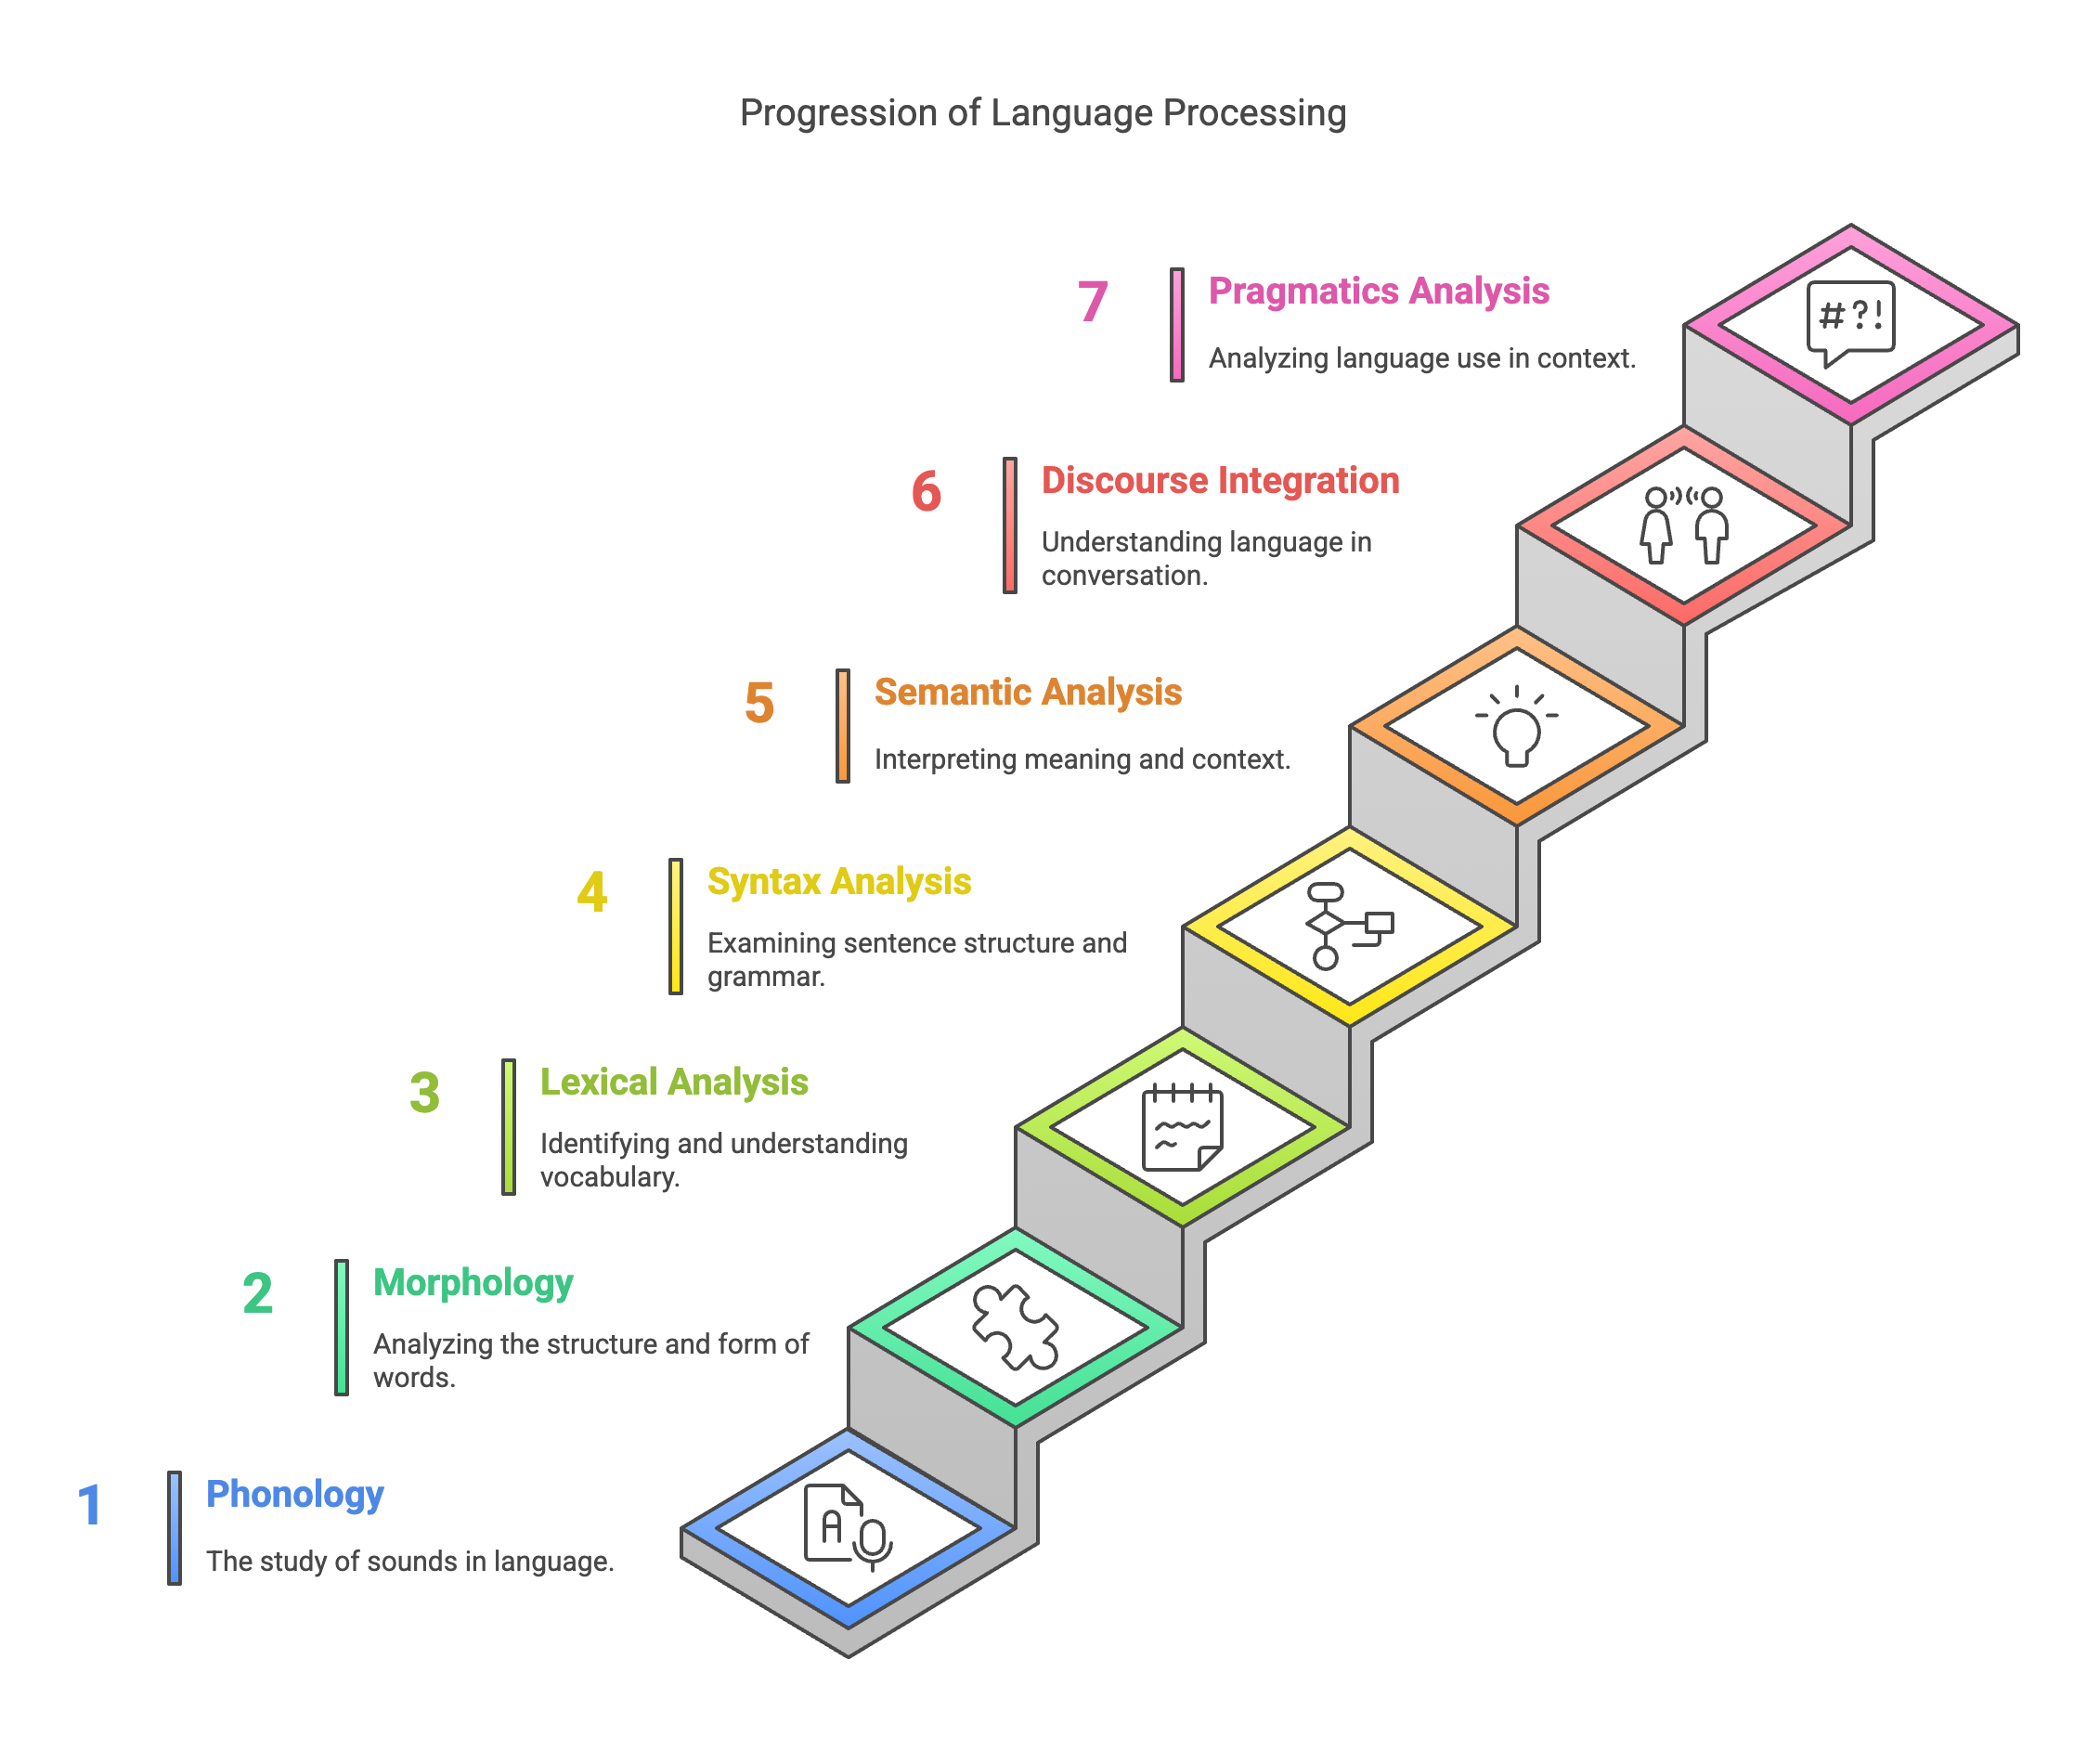 Progression of Language Processing
7
Pragmatics Analysis
Analyzing language use in context.
#?!
6
Discourse Integration
Understanding language in
conversation.
5
Semantic Analysis
Interpreting meaning and context.
4
Syntax Analysis
Examining sentence structure and
grammar.
3
Lexical Analysis
Identifying and understanding
vocabulary.
2
Morphology
Analyzing the structure and form of
words.
1
Phonology
The study of sounds in language.
A